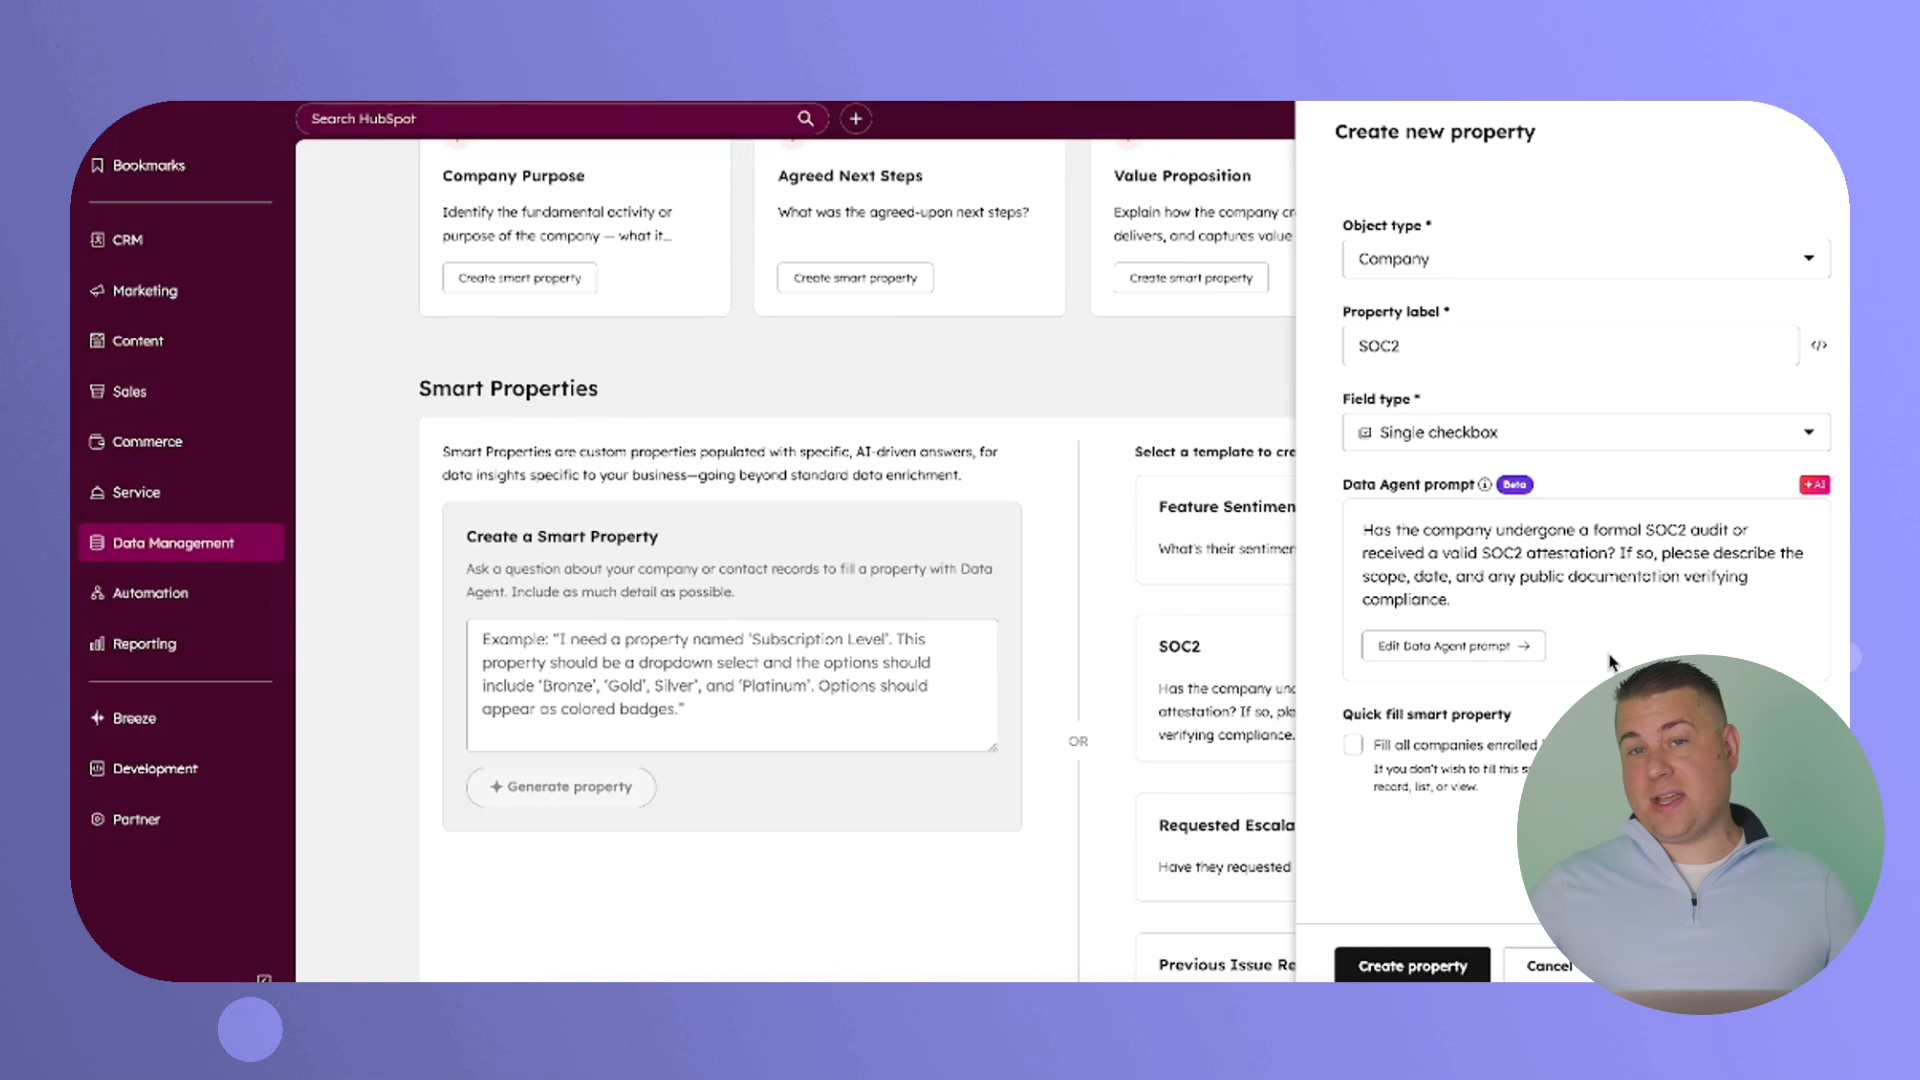 Search HubSpot
Bookmarks
CRM
Marketing
Content
Sales
Commerce
Service
Data Management
Automation
Reporting
Breeze
Development
Partner
Company Purpose
Identify the fundamental activity or
purpose of the company — what it...
Create smart property
Agreed Next Steps
What was the agreed-upon next steps?
Create smart property
Value Proposition
Explain how the company cr
delivers, and captures value
Create smart property
Smart Properties
Smart Properties are custom properties populated with specific, AI-driven answers, for
data insights specific to your business—going beyond standard data enrichment.
Create a Smart Property
Ask a question about your company or contact records to fill a property with Data
Agent. Include as much detail as possible.
Example: "I need a property named 'Subscription Level'. This
property should be a dropdown select and the options should
include 'Bronze', 'Gold', Silver', and 'Platinum'. Options should
appear as colored badges."
Generate property
OR
Select a template to cre
Feature Sentimen
What's their sentimen
SOC2
Has the company und
attestation? If so, ple
verifying compliance.
Requested Escala
Have they requested
Previous Issue Re
Create new property
Object type *
Company
Property label *
SOC2
</>
Field type *
Single checkbox
Data Agent prompt
Beta
AI
Has the company undergone a formal SOC2 audit or
received a valid SOC2 attestation? If so, please describe the
scope, date, and any public documentation verifying
compliance.
Edit Data Agent prompt →
Quick fill smart property
Fill all companies enrolled
If you don't wish to fill this s
record, list, or view.
Create property
Cancel